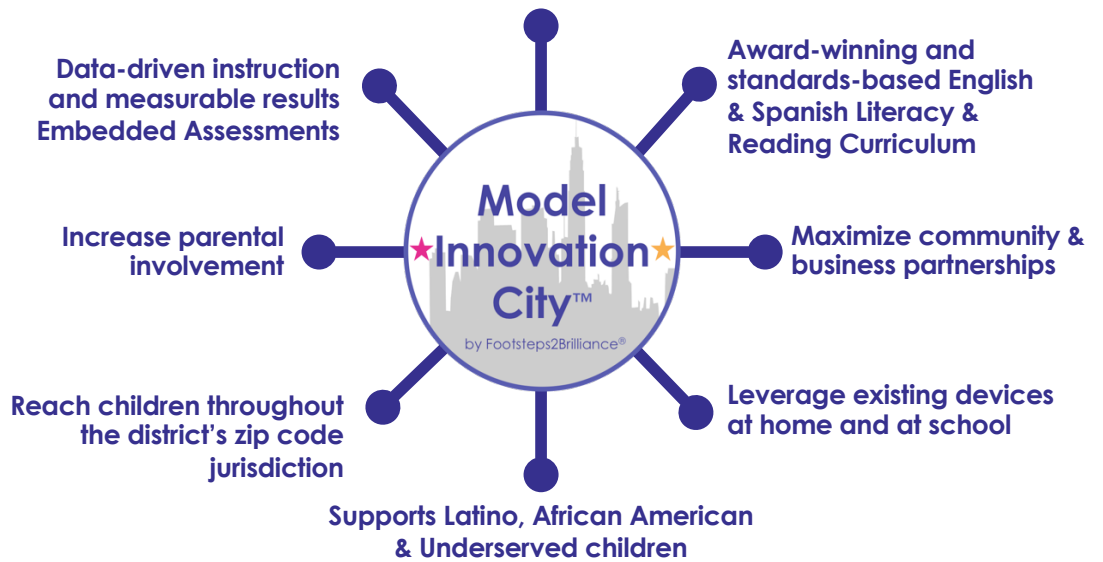 Data-driven instruction
and measurable results
Embedded Assessments
Award-winning and
standards-based English
& Spanish Literacy &
Reading Curriculum
Increase parental
involvement
Model
Innovation
City™
by Footsteps2Brilliance®
Maximize community &
business partnerships
Reach children throughout
the district's zip code
jurisdiction
Leverage existing devices
at home and at school
Supports Latino, African American
& Underserved children